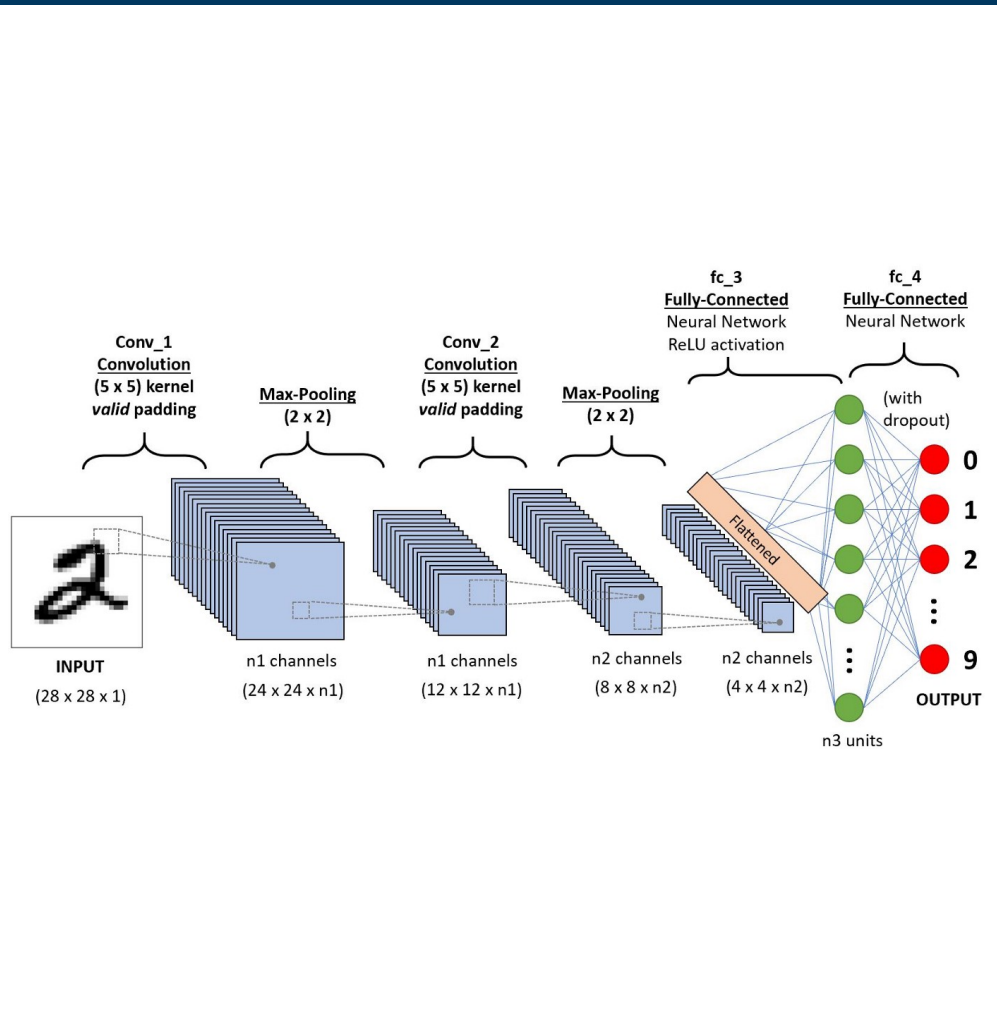 fc_3
Fully-Connected
Neural Network
ReLU activation
fc_4
Fully-Connected
Neural Network
Conv_1
Convolution
(5 x 5) kernel
valid padding
Max-Pooling
(2 x 2)
Conv_2
Convolution
(5 x 5) kernel
valid padding
Max-Pooling
(2 x 2)
(with
dropout)
Flattened
0
1
2
9
OUTPUT
INPUT
(28 x 28 x 1)
n1 channels
(24 x 24 x n1)
n1 channels
(12 x 12 x n1)
n2 channels
(8 x 8 x n2)
n2 channels
(4 x 4 x n2)
n3 units
2